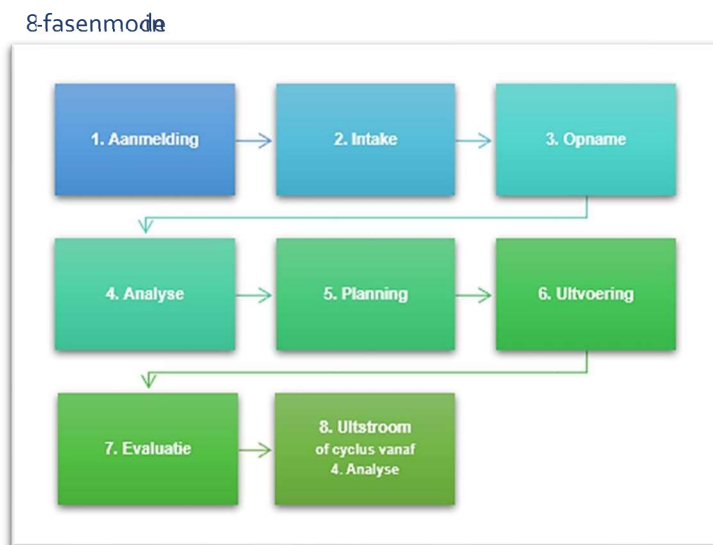 8-fasenmodel
1. Aanmelding
2. Intake
3. Opname
4. Analyse
5. Planning
6. Uitvoering
7. Evaluatie
8. Uitstroom
of cyclus vanaf
4. Analyse